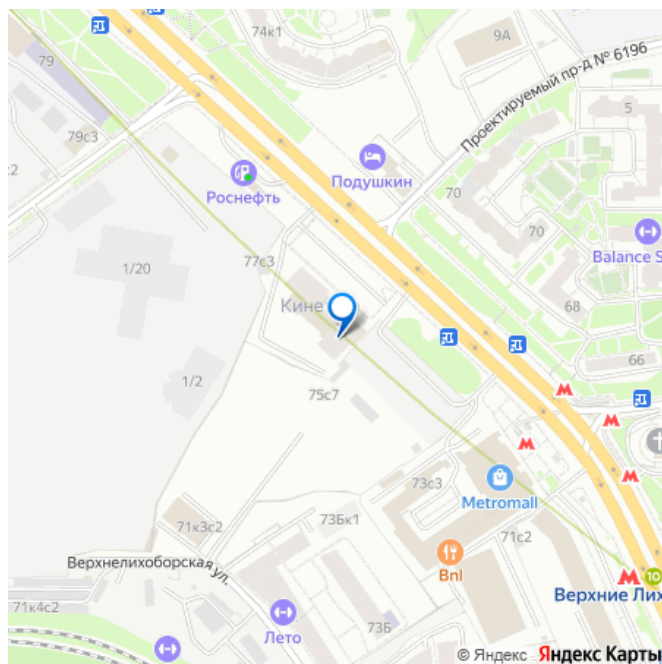 74к1
9А
79
Проектируемый пр-д № 6196
5
79с3
Подушкин
Роснефть
70
70
Balance S
77с3
1/20
Кине
68
66
1/2
75с7
73с3
Metromall
71к3с2
73Бк1
71с2
Верхнелихоборская ул.
Bnl
10
Верхние Лих
71к4с2
Лето
73Б
© Яндекс Яндекс Карты